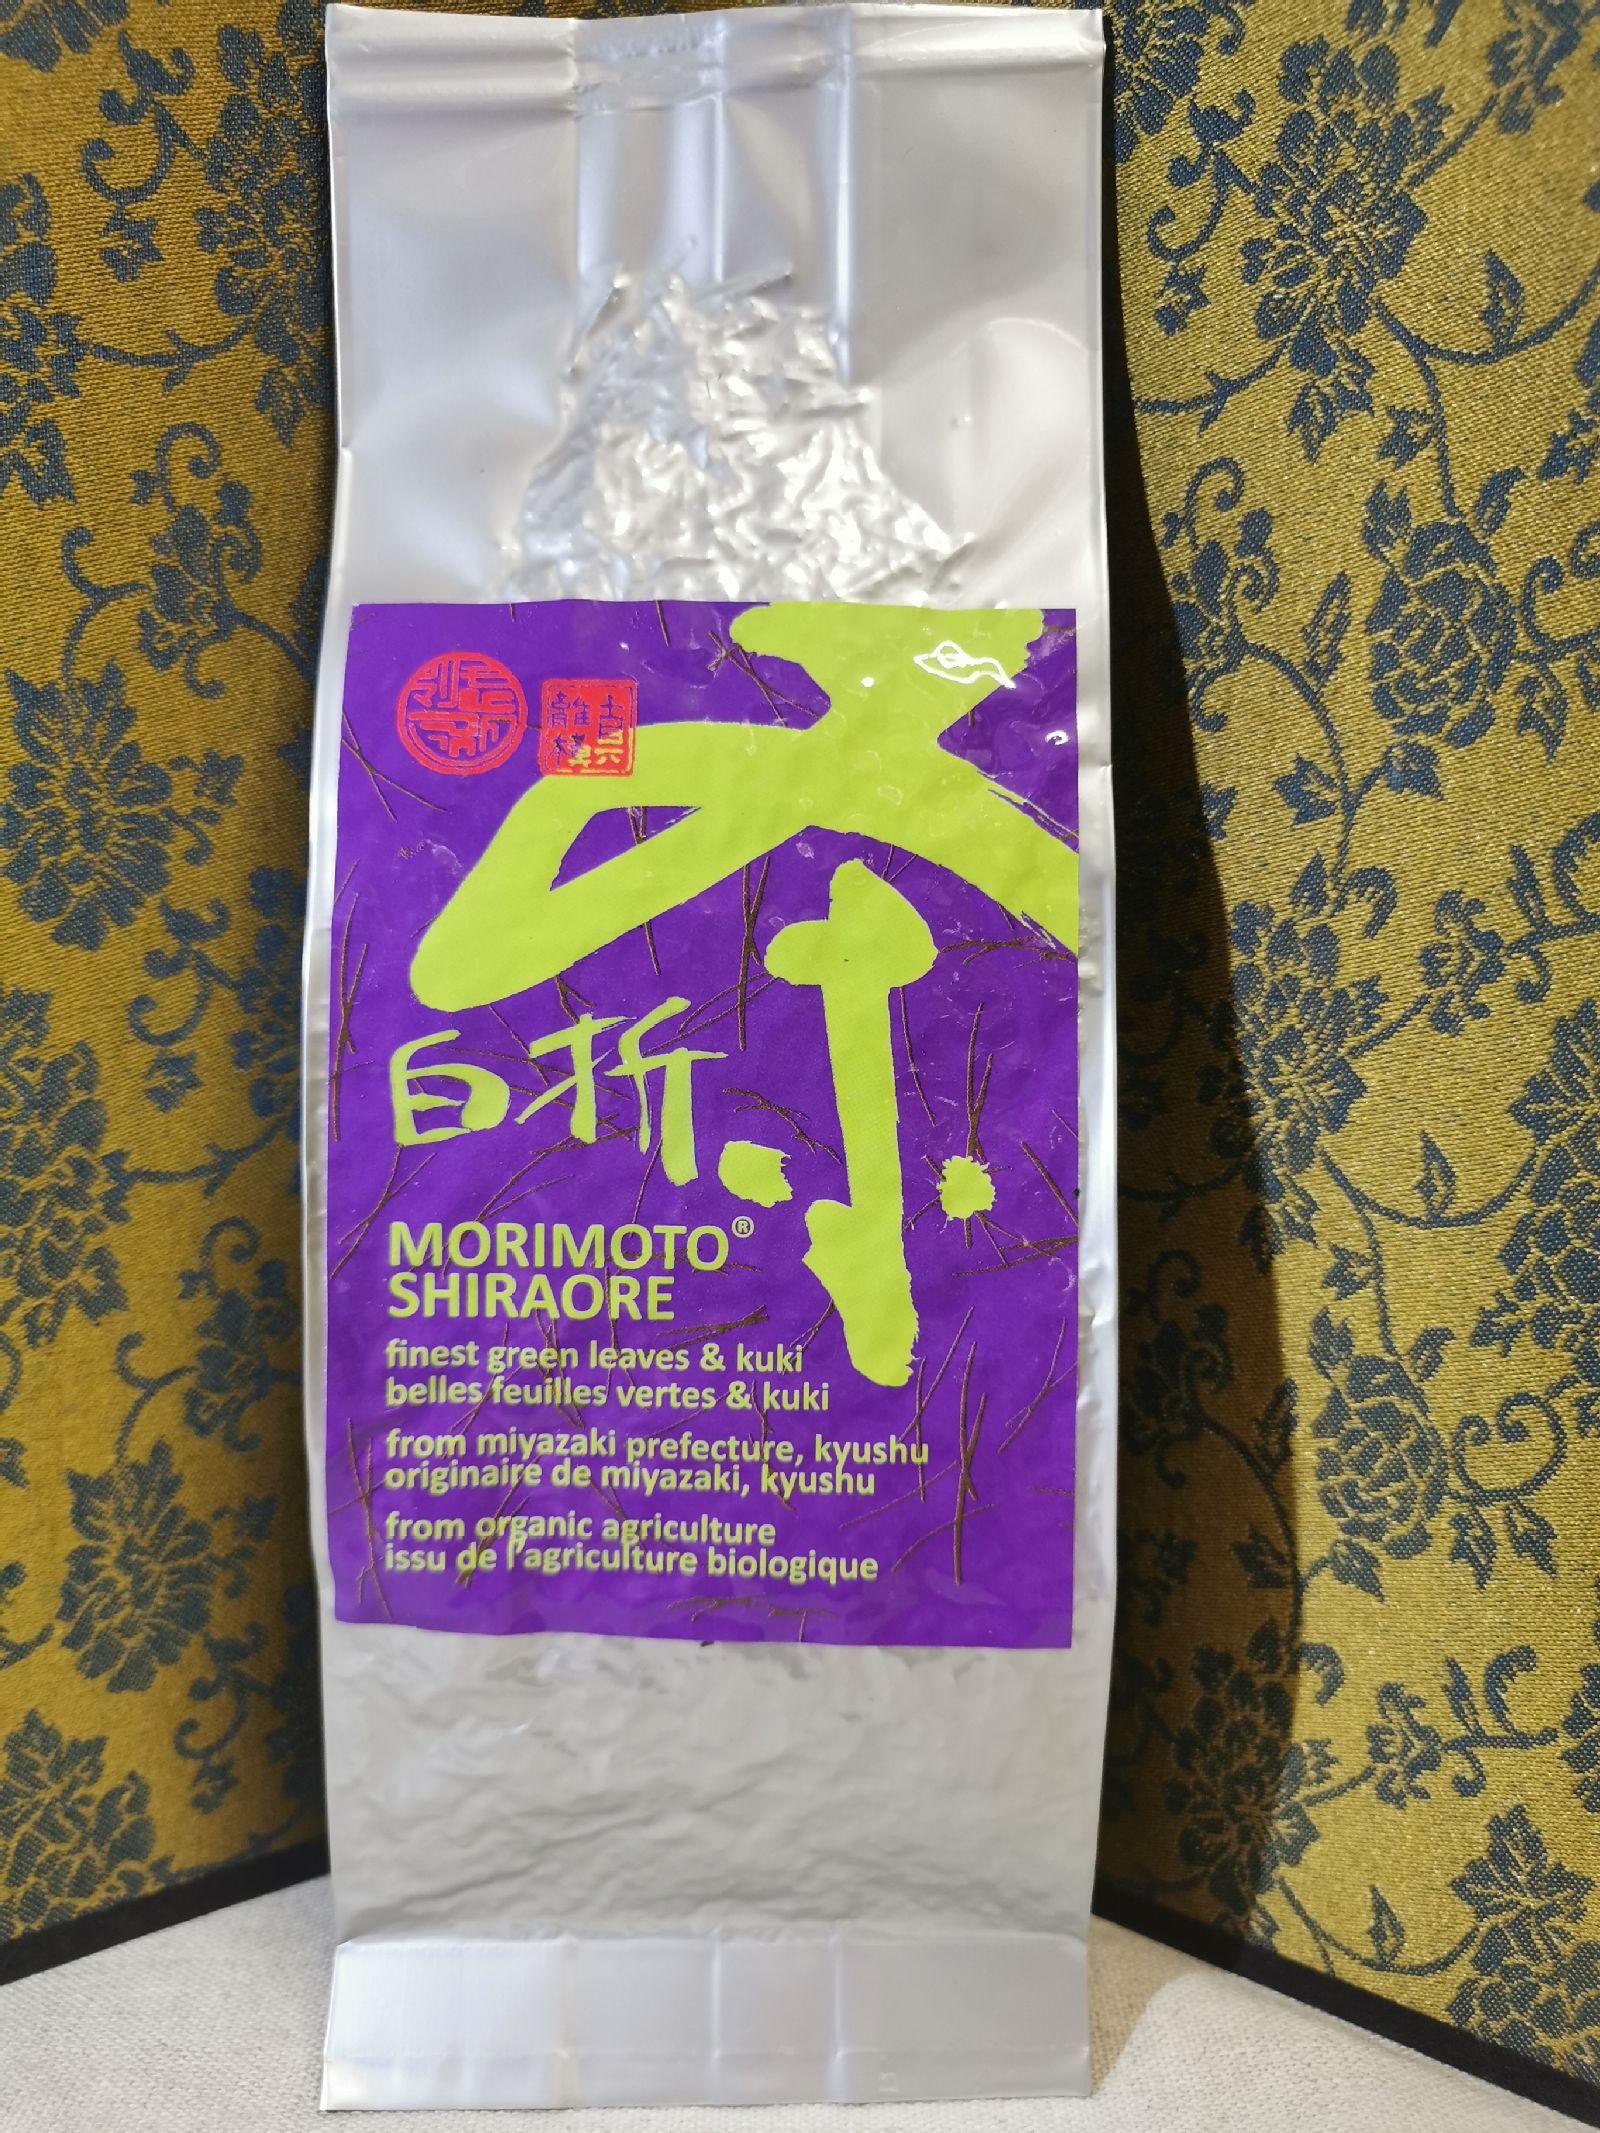 茶
白折
MORIMOTO®
SHIRAORE
finest green leaves & kuki
belles feuilles vertes & kuki
from miyazaki prefecture, kyushu
originaire de miyazaki, kyushu
from organic agriculture
issu de l'agriculture biologique